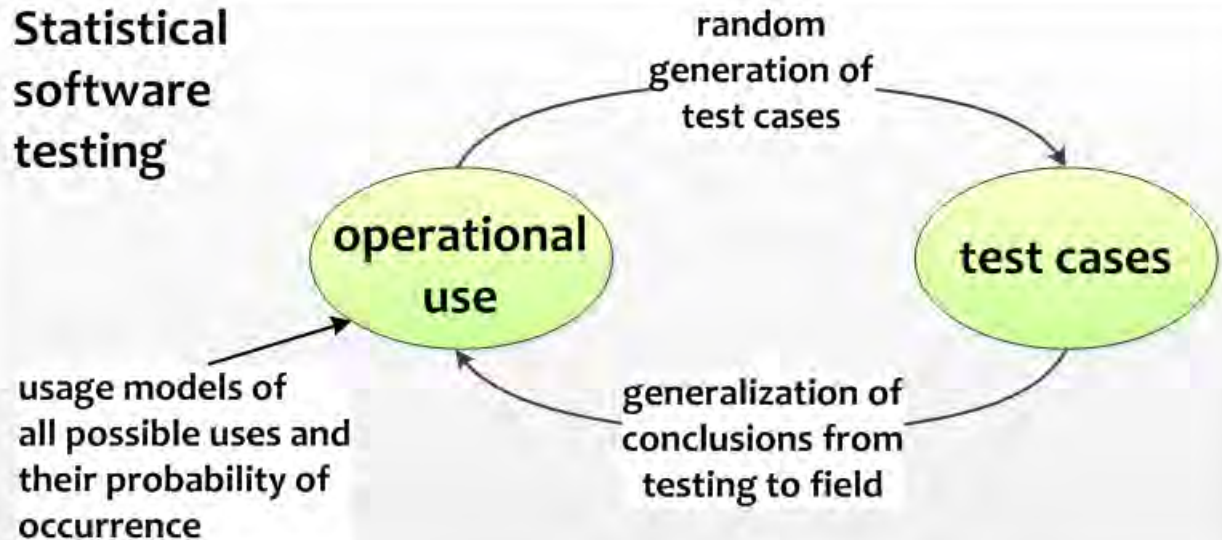 Statistical
software
testing
random
generation of
test cases
operational
use
test cases
usage models of
all possible uses and
their probability of
occurrence
generalization of
conclusions from
testing to field